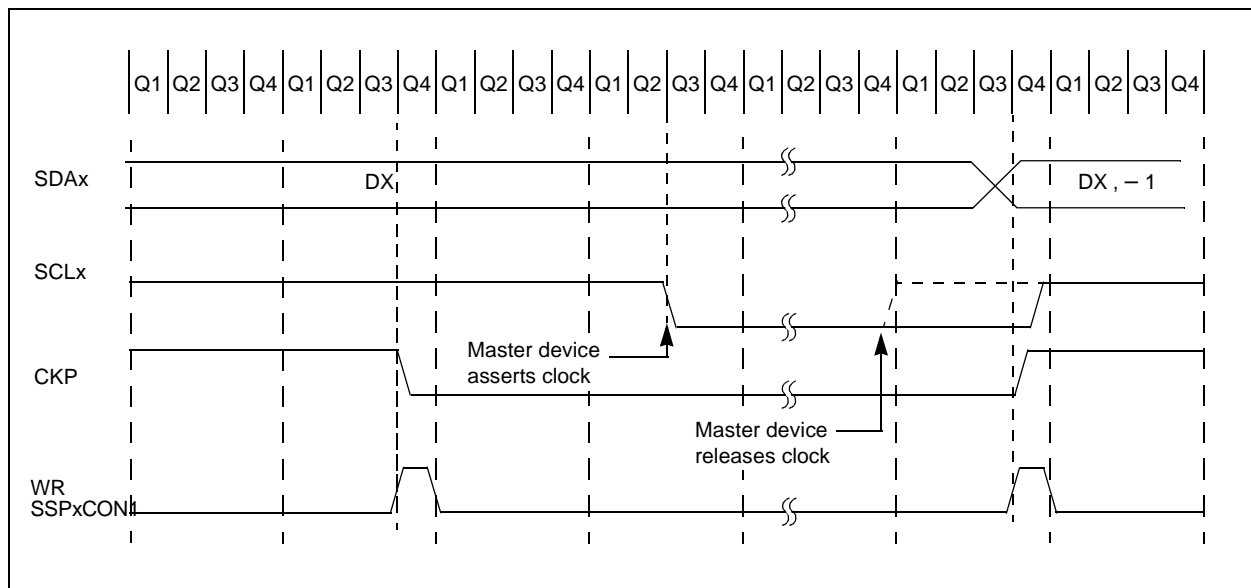 Q1 Q2 Q3 Q4 Q1 Q2 Q3 Q4 Q1 Q2 Q3 Q4 Q1 Q2 Q3 Q4 Q1 Q2 Q3 Q4 Q1 Q2 Q3 Q4 Q1 Q2 Q3 Q4
SDAx
DX
DX , – 1
SCLx
Master device
asserts clock
CKP
Master device
releases clock
WR
SSPxCON1